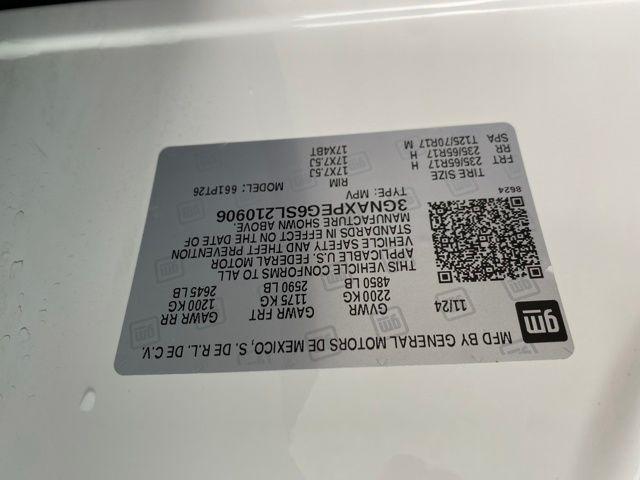 gm
MFD BY GENERAL MOTORS DE MEXICO, S. DE R.L. DE C.V.
11/24
GVWR GAWR FRT GAWR RR
2200 KG 1175 KG 1200 KG
4850 LB 2590 LB 2645 LB
THIS VEHICLE CONFORMS TO ALL
APPLICABLE U.S. FEDERAL MOTOR
VEHICLE SAFETY AND THEFT PREVENTION
STANDARDS IN EFFECT ON THE DATE OF
MANUFACTURE SHOWN ABOVE.
3GNAXPEG6SL210906
TYPE: MPV MODEL: 661PT26
8624
TIRE SIZE RIM
FRT 235/65R17 H 17X7.5J
RR 235/65R17 H 17X7.5J
SPA T125/70R17 M 17X4BT